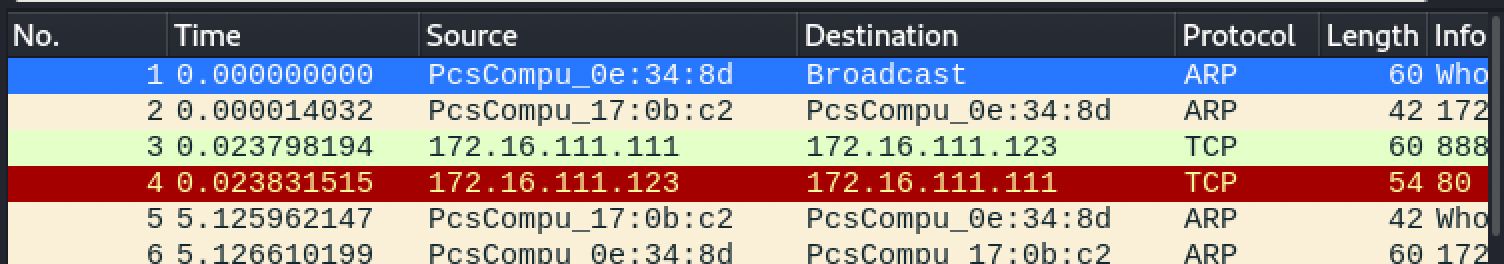 No. Time Source Destination Protocol Length Info
1 0.000000000 PcsCompu_0e:34:8d Broadcast ARP 60 Who
2 0.000014032 PcsCompu_17:0b:c2 PcsCompu_0e:34:8d ARP 42 172
3 0.023798194 172.16.111.111 172.16.111.123 TCP 60 888
4 0.023831515 172.16.111.123 172.16.111.111 TCP 54 80
5 5.125962147 PcsCompu_17:0b:c2 PcsCompu_0e:34:8d ARP 42 Who
6 5.126610199 PcsCompu_0e:34:8d PcsCompu_17:0b:c2 ARP 60 172